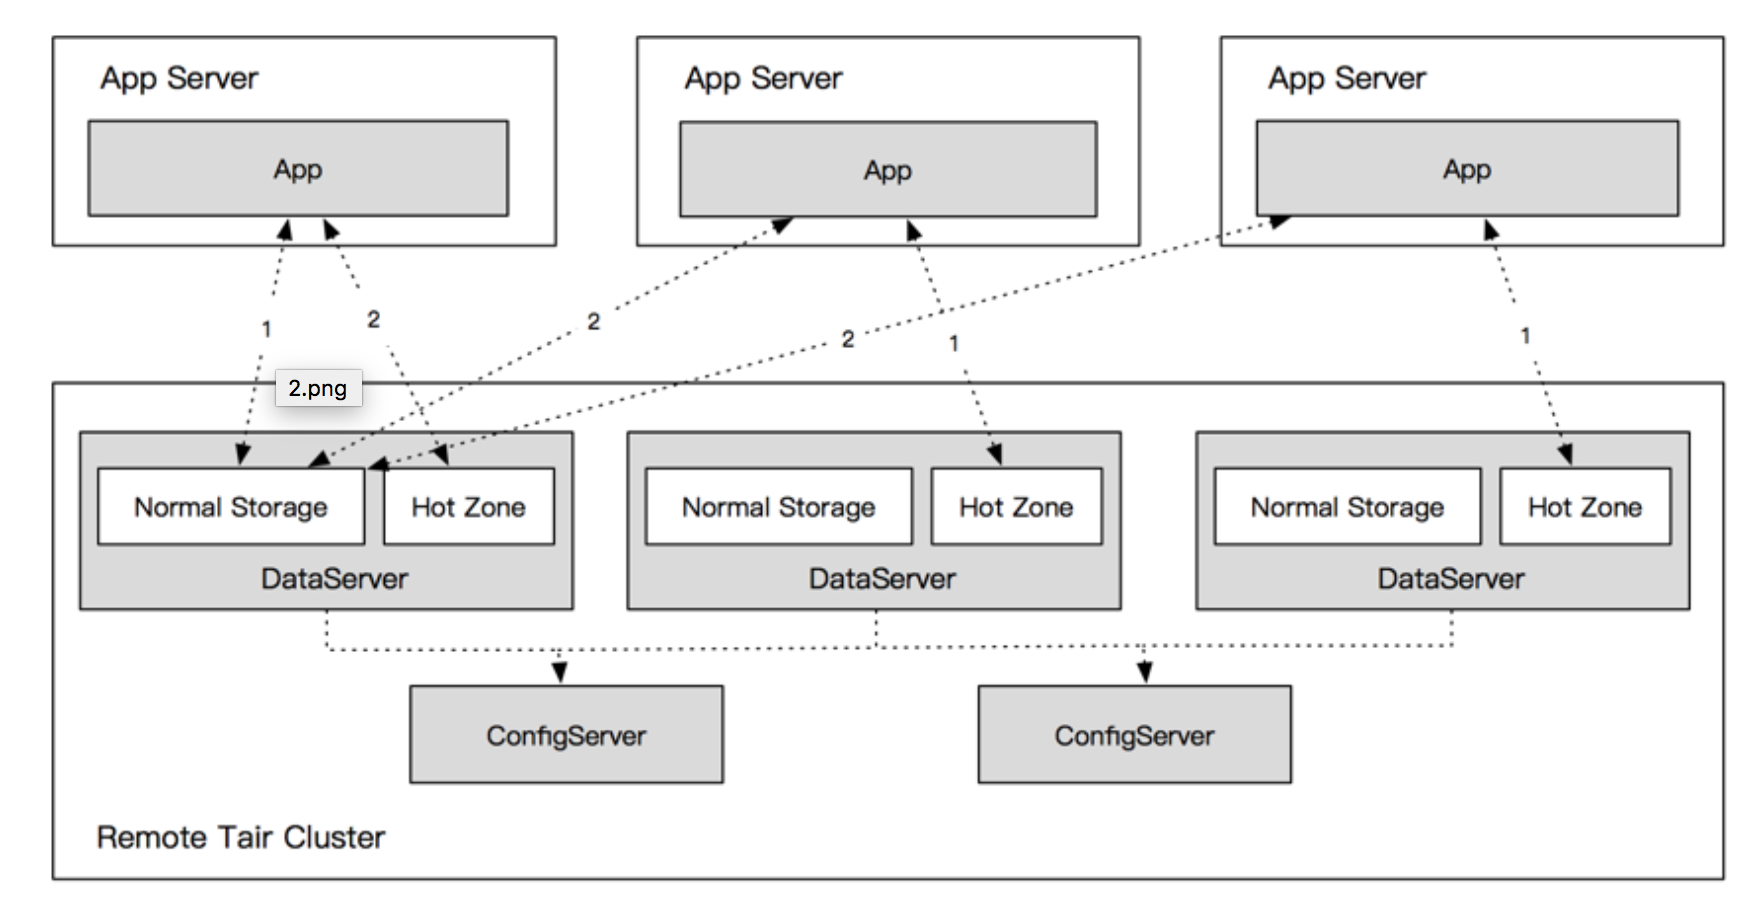 App Server
App Server
App Server
App
App
App
1
2
2
2
1
1
2.png
Normal Storage
Hot Zone
DataServer
Normal Storage
Hot Zone
DataServer
Normal Storage
Hot Zone
DataServer
ConfigServer
ConfigServer
Remote Tair Cluster